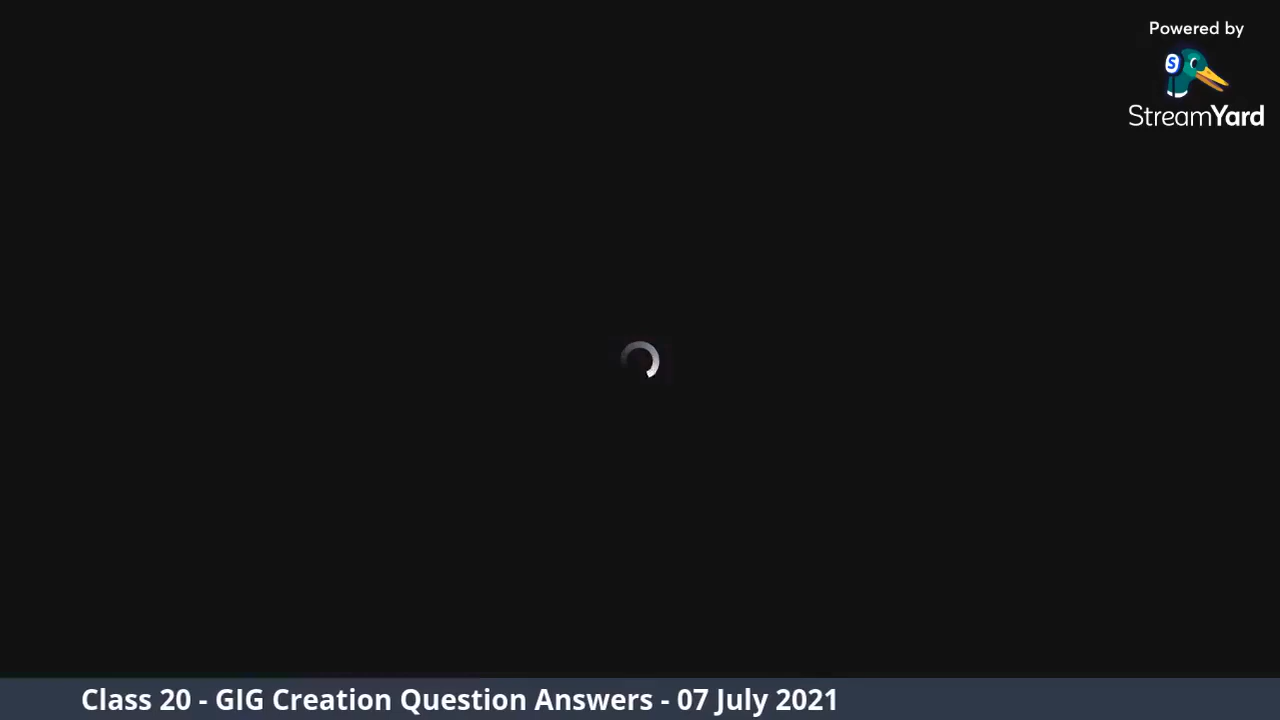 Powered by
S
StreamYard
Class 20 - GIG Creation Question Answers - 07 July 2021